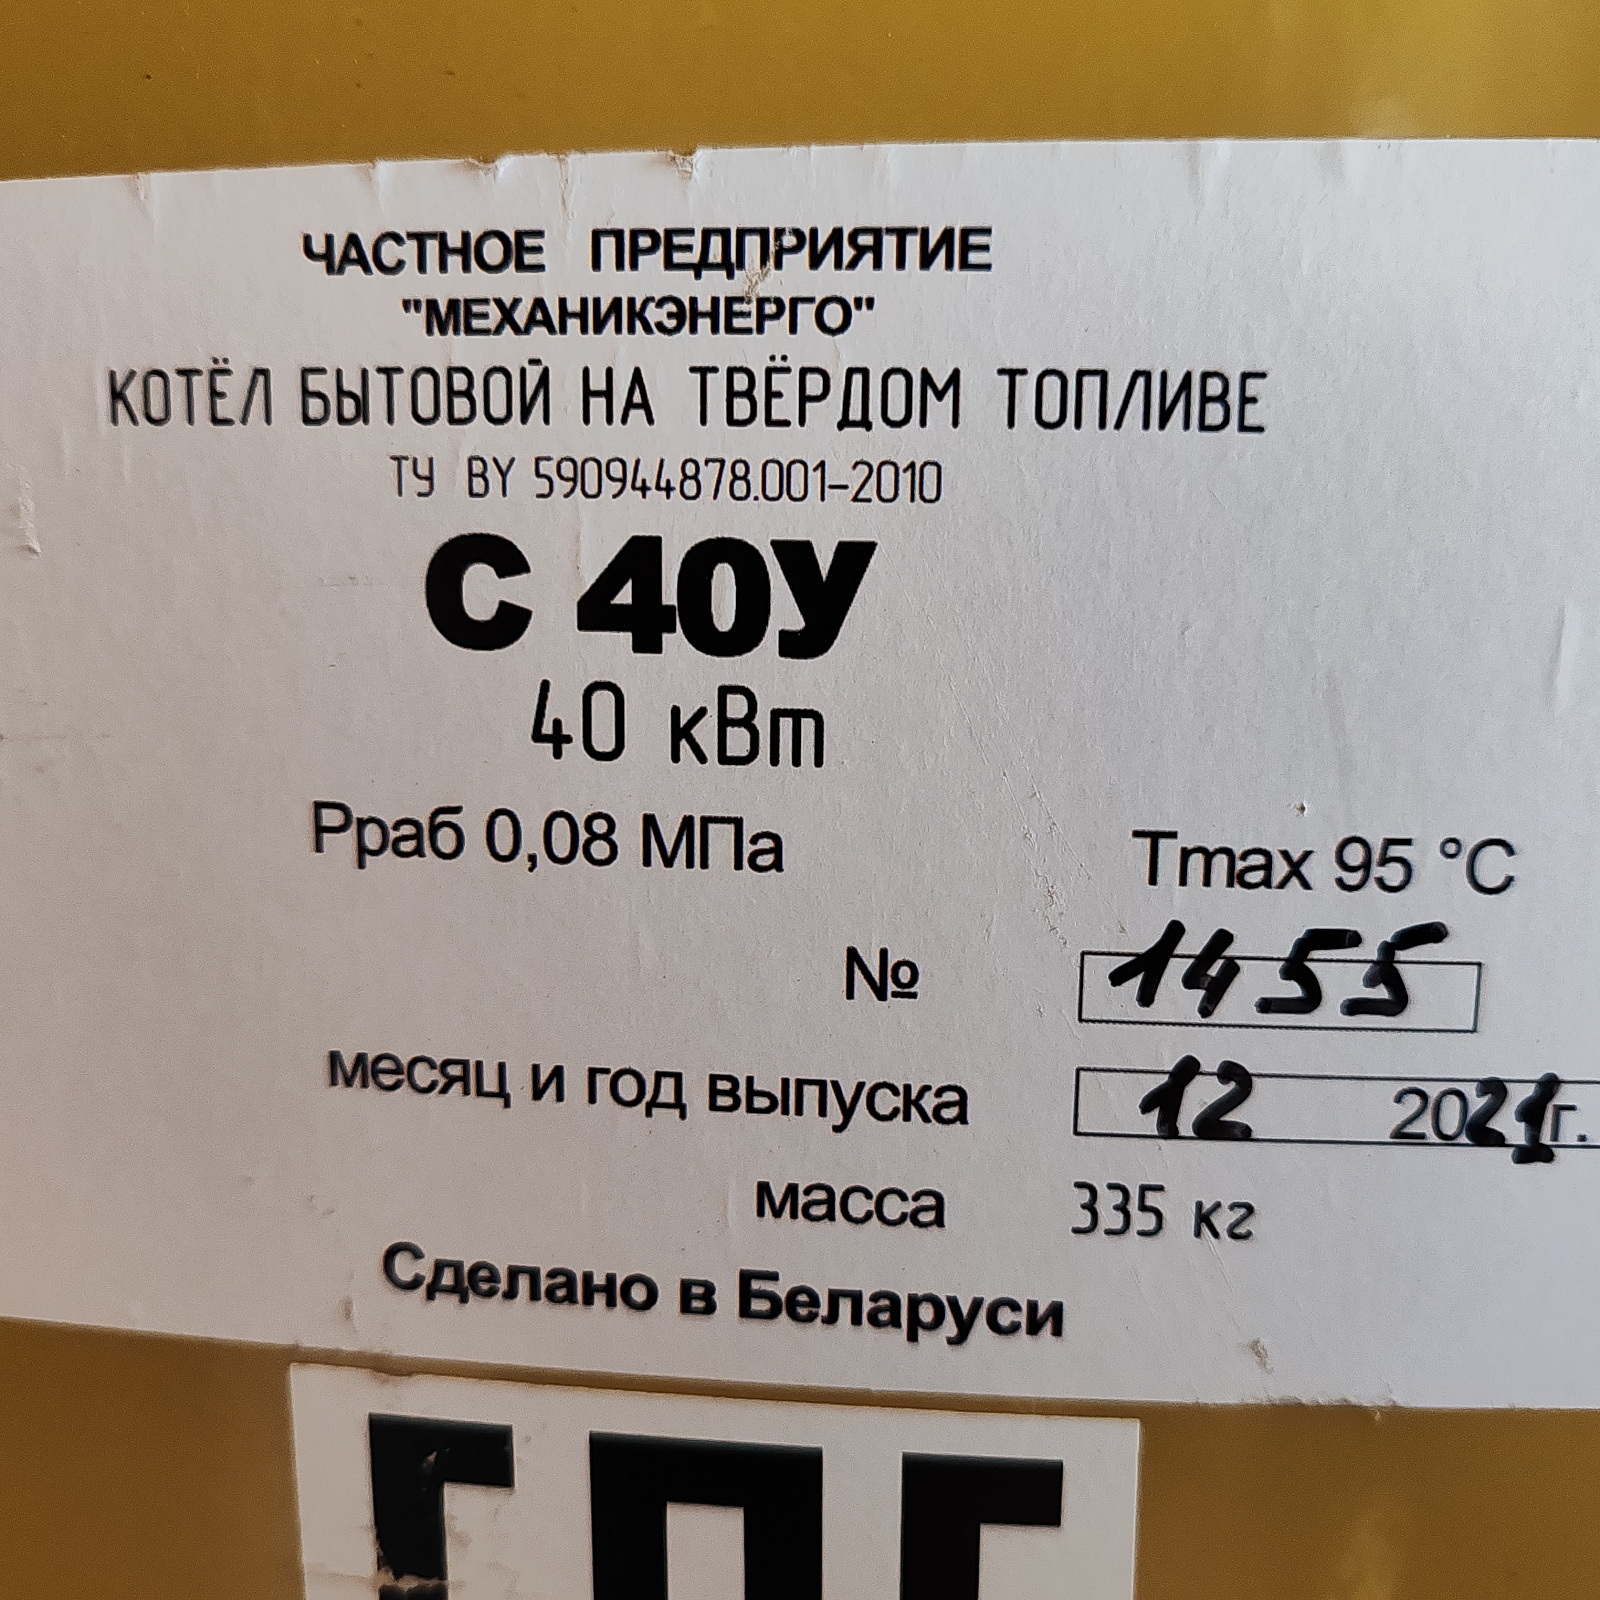 ЧАСТНОЕ ПРЕДПРИЯТИЕ
"МЕХАНИКЭНЕРГО"
КОТЁЛ БЫТОВОЙ НА ТВЁРДОМ ТОПЛИВЕ
ТУ BY 590944878.001-2010
С 40У
40 кВт
Рраб 0,08 МПа Tmax 95 °C
№ 1455
месяц и год выпуска 12 2021г.
масса 335 кг
Сделано в Беларуси